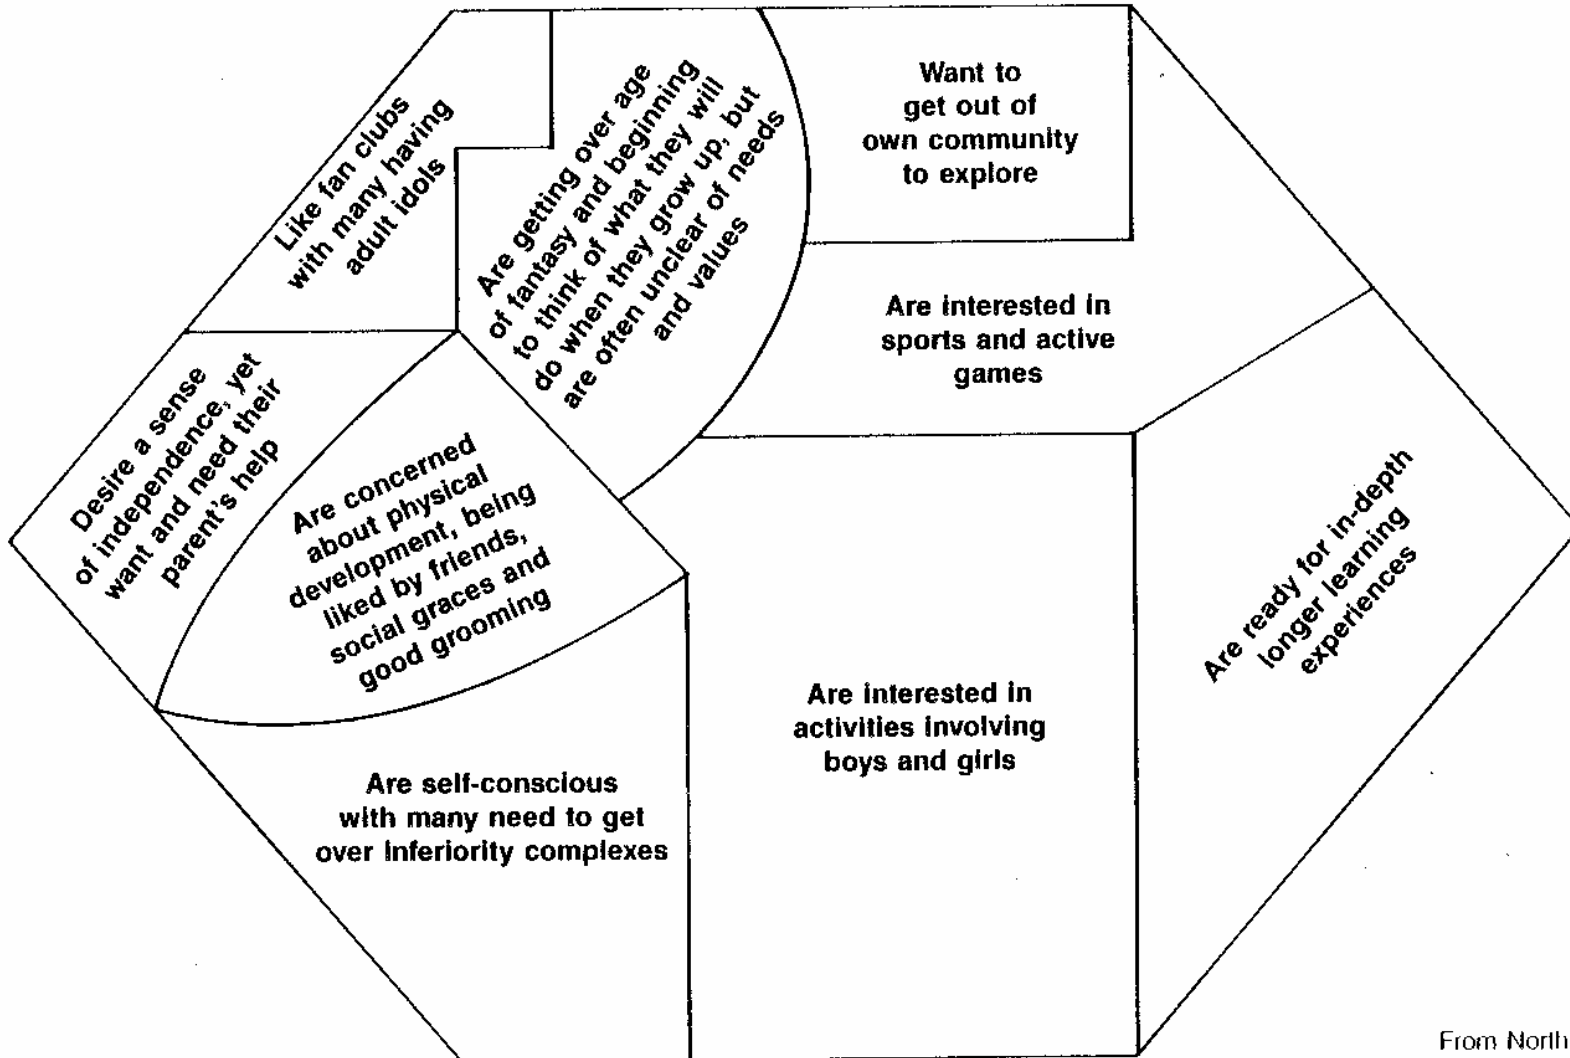 Like fan clubs
with many having
adult idols
Are getting over age
of fantasy and beginning
to think of what they will
do when they grow up, but
are often unclear of needs
and values
Want to
get out of
own community
to explore
Are interested in
sports and active
games
Desire a sense
of independence, yet
want and need their
parent's help
Are concerned
about physical
development, being
liked by friends,
social graces and
good grooming
Are ready for in-depth
longer learning
experiences
Are interested in
activities involving
boys and girls
Are self-conscious
with many need to get
over inferiority complexes
From North